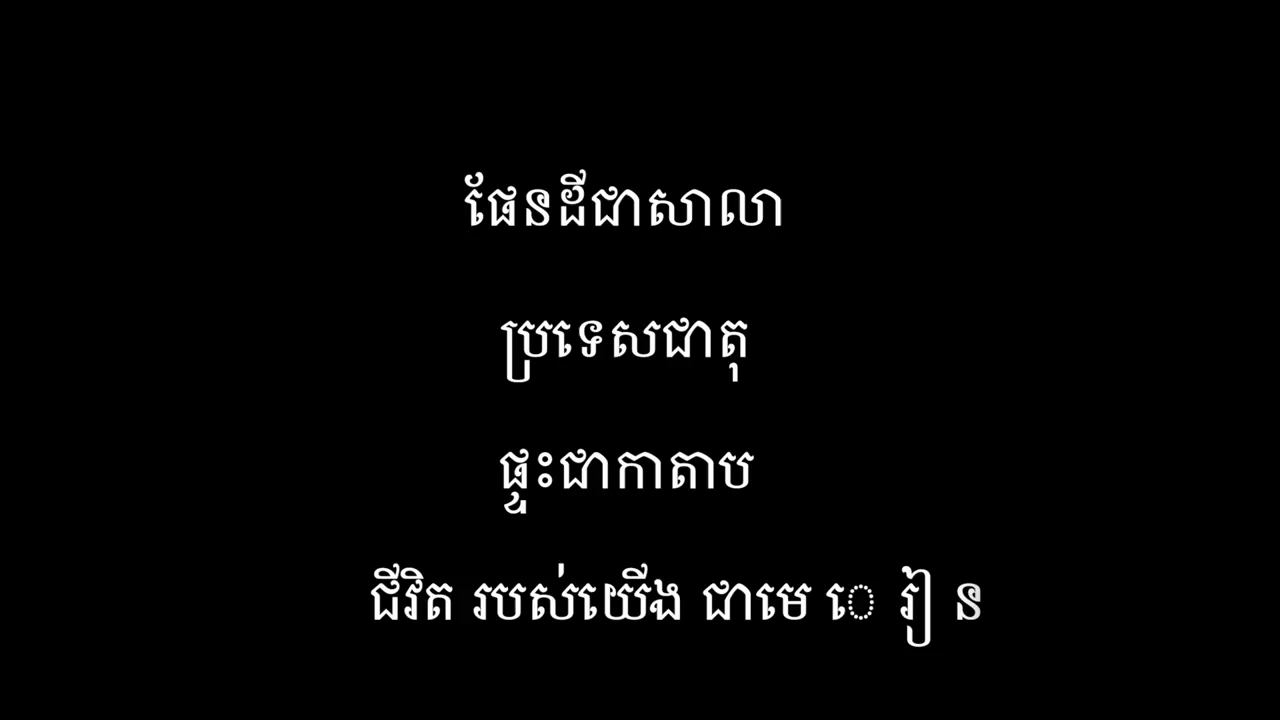 ផែនដីជាសាលា
ប្រទេសជាតុ
ផ្ទះជាកាតាប
ជីវិត របស់យើង ជាមេ េ រៀ ន